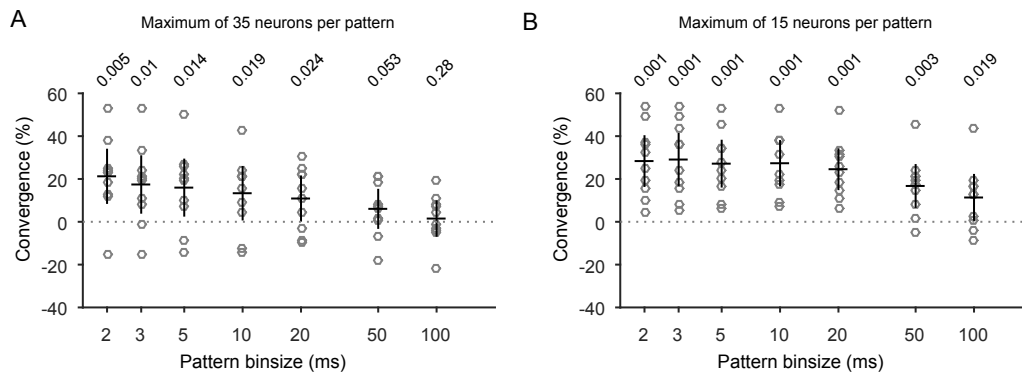 A
Maximum of 35 neurons per pattern
0.005 0.01 0.014 0.019 0.024 0.053 0.28
60
40
20
0
-20
-40
Convergence (%)
2 3 5 10 20 50 100
Pattern binsize (ms)
B
Maximum of 15 neurons per pattern
0.001 0.001 0.001 0.001 0.001 0.003 0.019
60
40
20
0
-20
-40
Convergence (%)
2 3 5 10 20 50 100
Pattern binsize (ms)